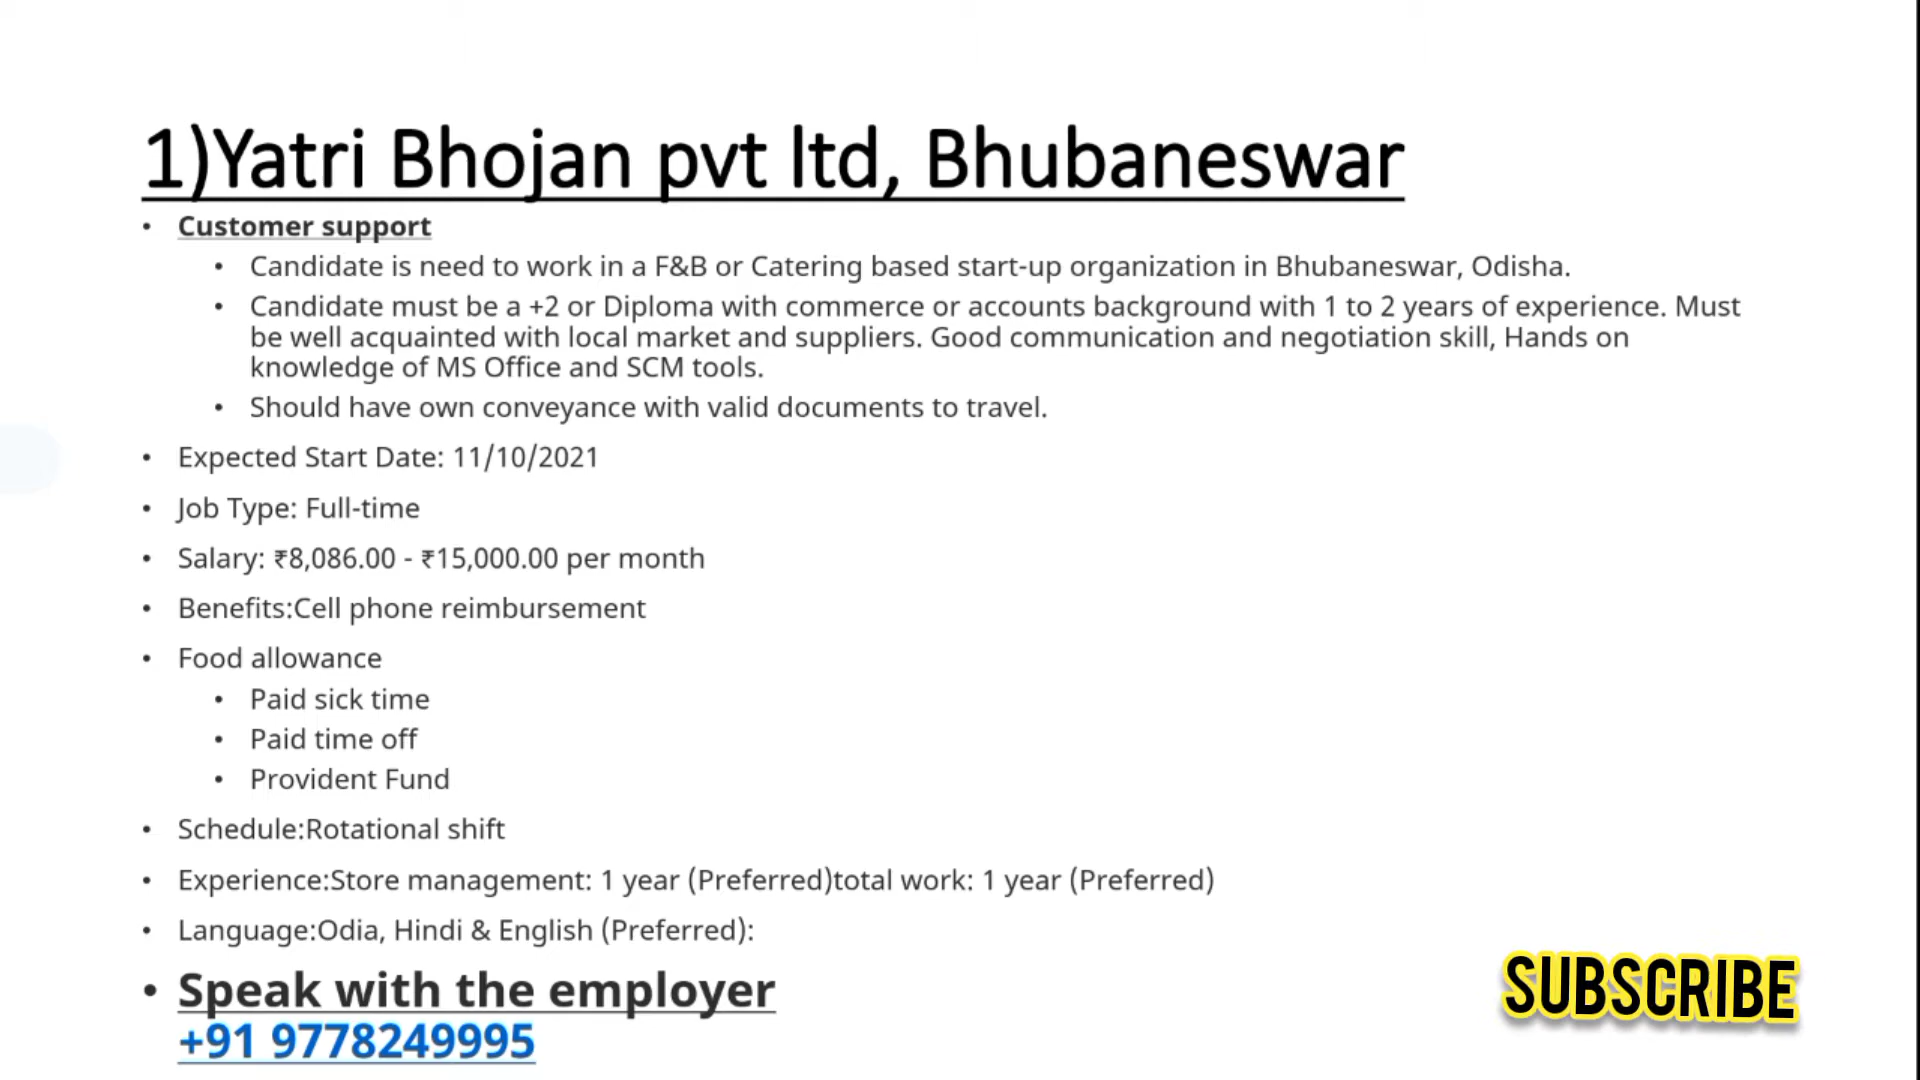 1)Yatri Bhojan pvt ltd, Bhubaneswar
• Customer support
• Candidate is need to work in a F&B or Catering based start-up organization in Bhubaneswar, Odisha.
• Candidate must be a +2 or Diploma with commerce or accounts background with 1 to 2 years of experience. Must
be well acquainted with local market and suppliers. Good communication and negotiation skill, Hands on
knowledge of MS Office and SCM tools.
• Should have own conveyance with valid documents to travel.
• Expected Start Date: 11/10/2021
• Job Type: Full-time
• Salary: ₹8,086.00 - ₹15,000.00 per month
• Benefits:Cell phone reimbursement
• Food allowance
• Paid sick time
• Paid time off
• Provident Fund
• Schedule:Rotational shift
• Experience:Store management: 1 year (Preferred)total work: 1 year (Preferred)
• Language:Odia, Hindi & English (Preferred):
• Speak with the employer
+91 9778249995
SUBSCRIBE